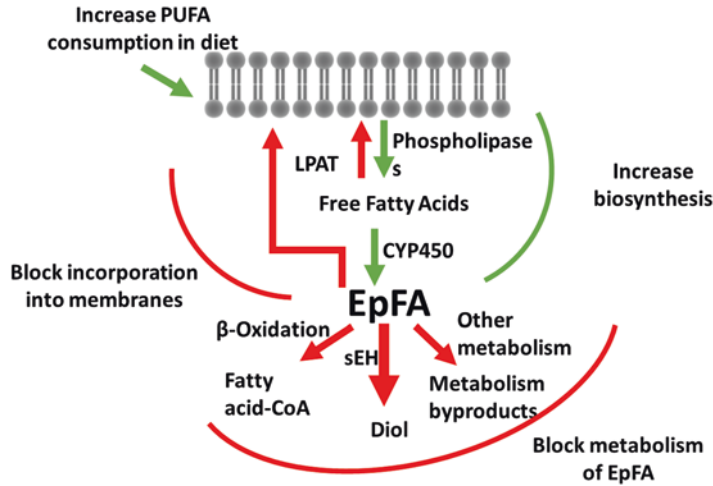 Increase PUFA
consumption in diet
Phospholipase
s
LPAT
Free Fatty Acids
Increase
biosynthesis
CYP450
Block incorporation
into membranes
EpFA
β-Oxidation
sEH
Other
metabolism
Fatty
acid-CoA
Metabolism
byproducts
Diol
Block metabolism
of EpFA